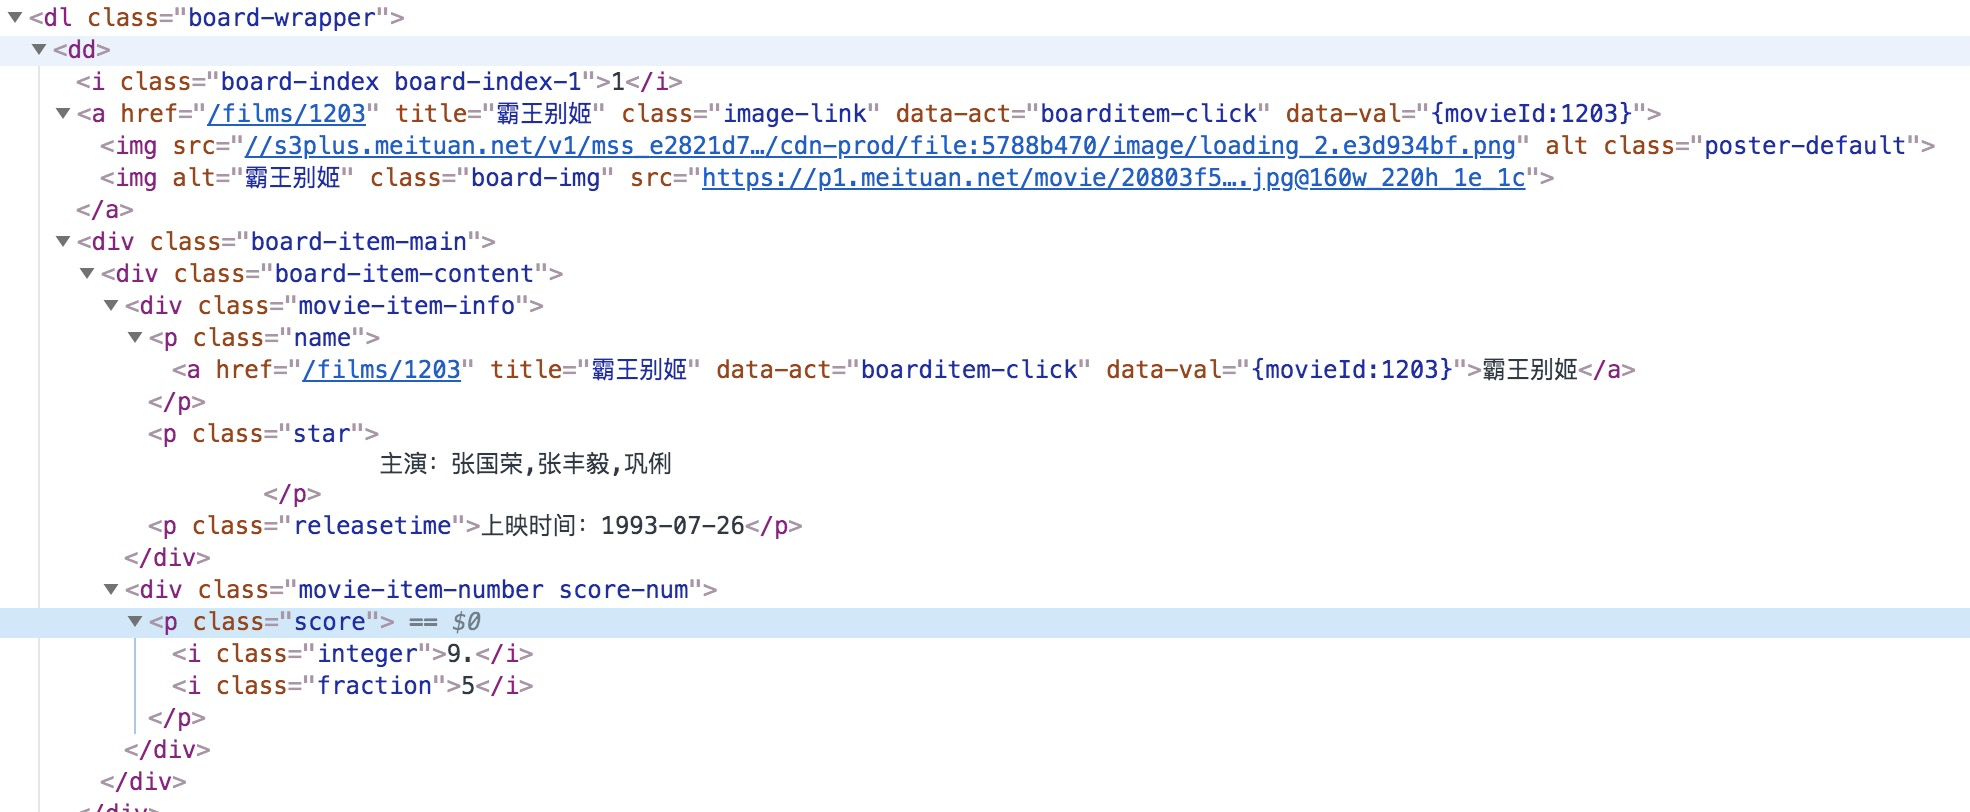 ▼<dl class="board-wrapper">
▼<dd>
<i class="board-index board-index-1">1</i>
▼<a href="/films/1203" title="霸王别姬" class="image-link" data-act="boarditem-click" data-val="{movieId:1203}">
<img src="//s3plus.meituan.net/v1/mss_e2821d7…/cdn-prod/file:5788b470/image/loading_2.e3d934bf.png" alt class="poster-default">
<img alt="霸王别姬" class="board-img" src="https://p1.meituan.net/movie/20803f5….jpg@160w_220h_1e_1c">
</a>
▼<div class="board-item-main">
▼<div class="board-item-content">
▼<div class="movie-item-info">
▼<p class="name">
<a href="/films/1203" title="霸王别姬" data-act="boarditem-click" data-val="{movieId:1203}">霸王别姬</a>
</p>
<p class="star">
主演：张国荣,张丰毅,巩俐
</p>
<p class="releasetime">上映时间：1993-07-26</p>
</div>
▼<div class="movie-item-number score-num">
▼<p class="score"> == $0
<i class="integer">9.</i>
<i class="fraction">5</i>
</p>
</div>
</div>
</div>